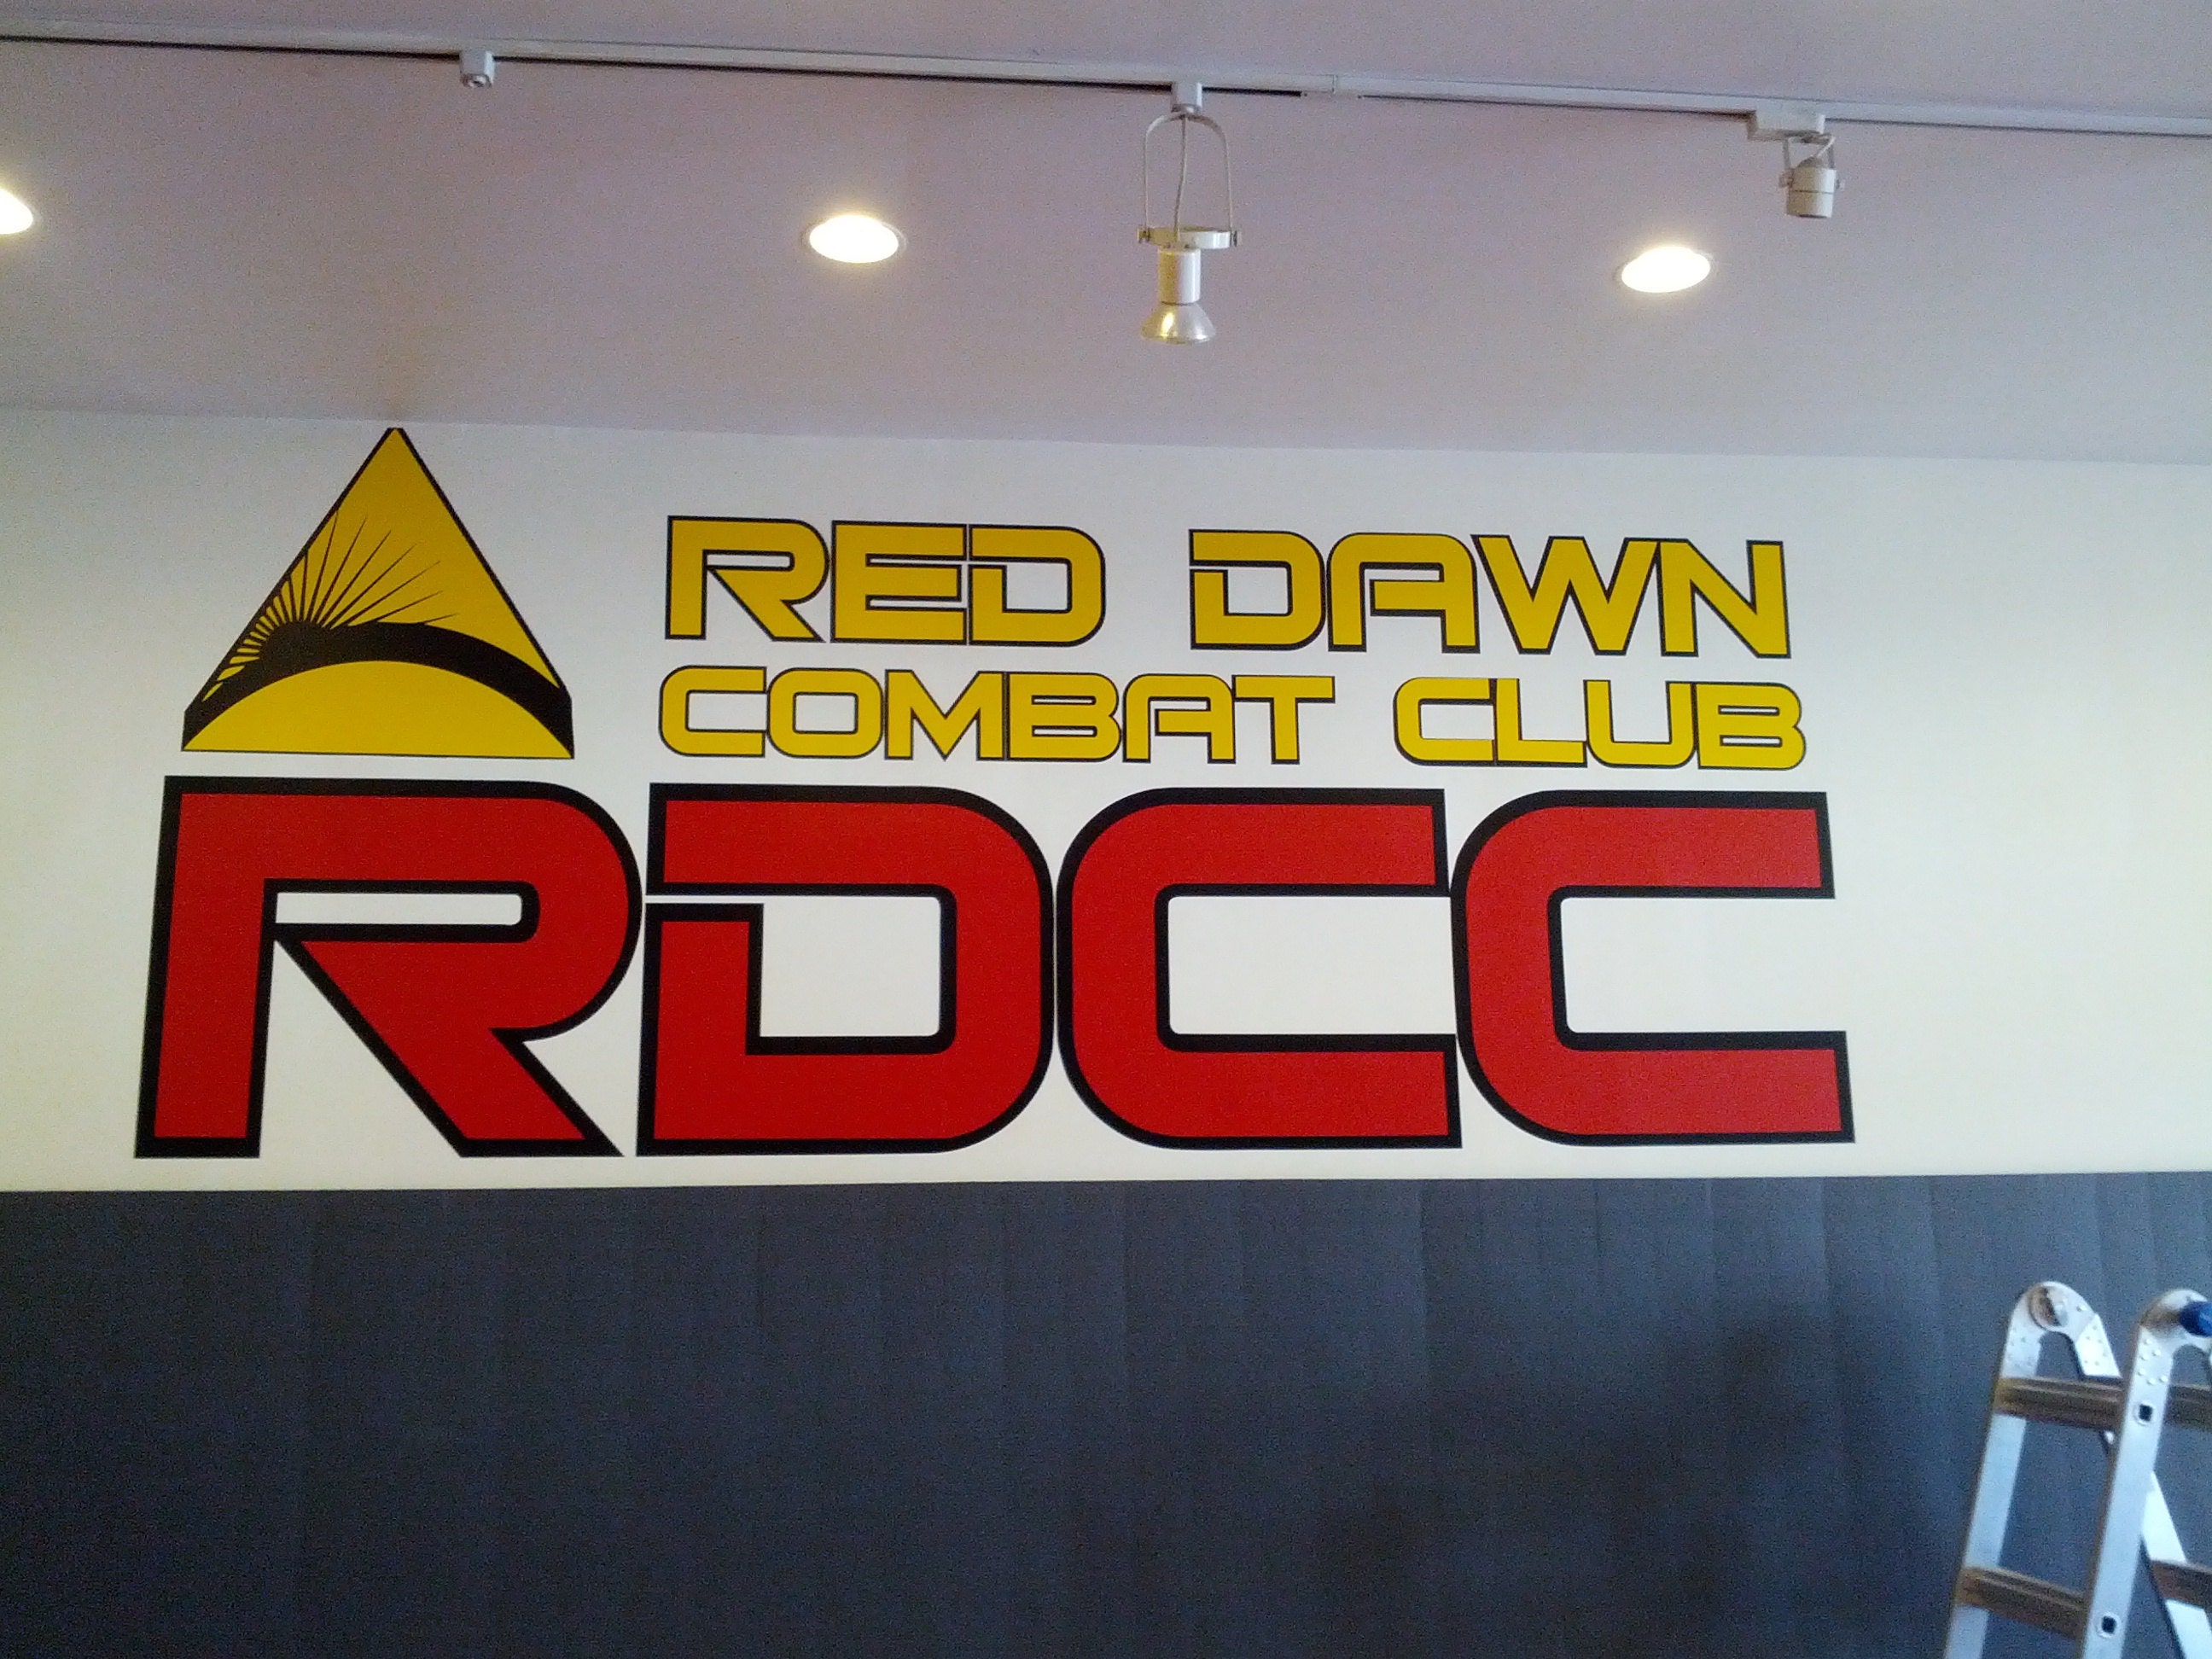 RED DAWN
COMBAT CLUB
RDCC